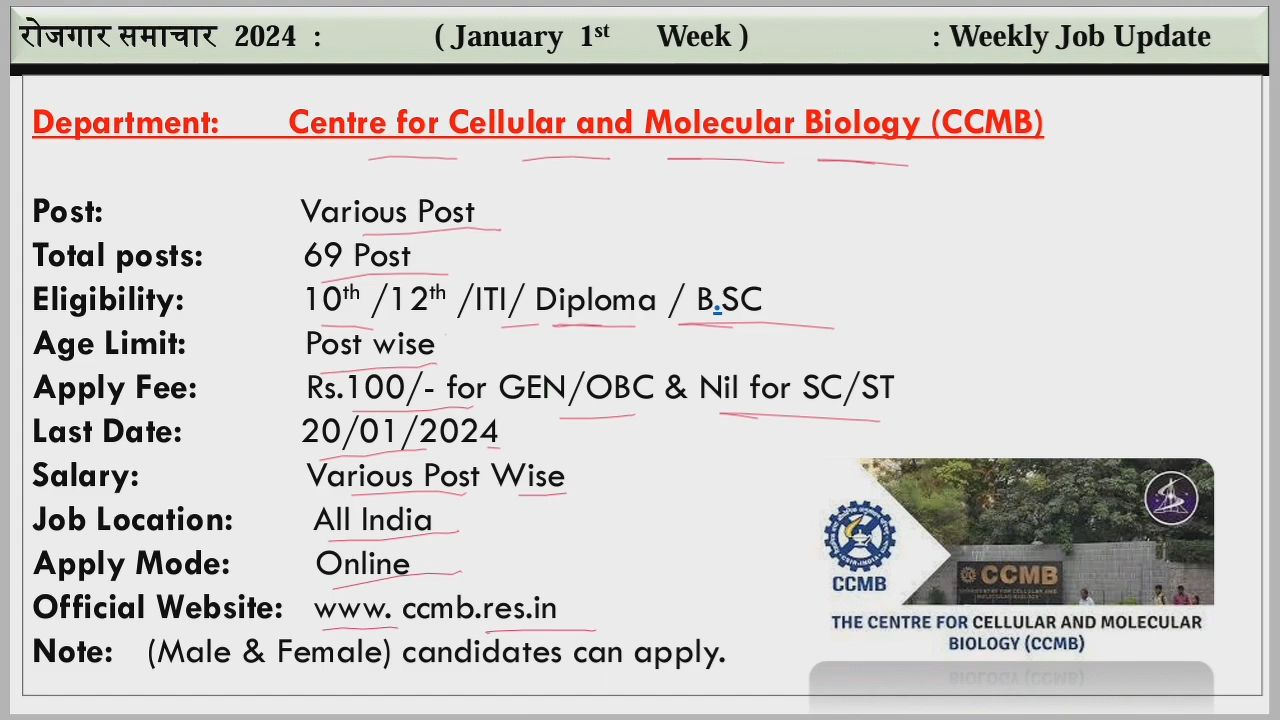 रोजगार समाचार 2024 : ( January 1st Week ) : Weekly Job Update
Department: Centre for Cellular and Molecular Biology (CCMB)
Post: Various Post
Total posts: 69 Post
Eligibility: 10th /12th /ITI/ Diploma / B.SC
Age Limit: Post wise
Apply Fee: Rs.100/- for GEN/OBC & Nil for SC/ST
Last Date: 20/01/2024
Salary: Various Post Wise
Job Location: All India
Apply Mode: Online
Official Website: www. ccmb.res.in
Note: (Male & Female) candidates can apply.
CCMB
CCMB
THE CENTRE FOR CELLULAR AND MOLECULAR
BIOLOGY (CCMB)